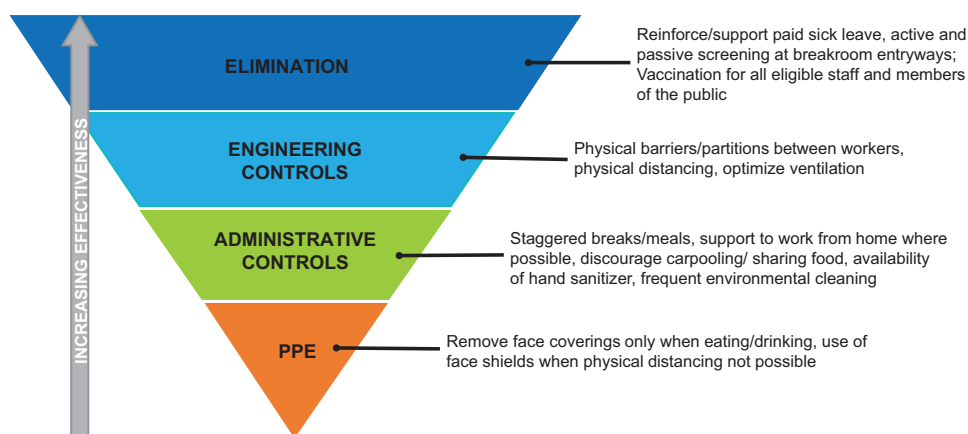 INCREASING EFFECTIVENESS
ELIMINATION
Reinforce/support paid sick leave, active and
passive screening at breakroom entryways;
Vaccination for all eligible staff and members
of the public
ENGINEERING
CONTROLS
Physical barriers/partitions between workers,
physical distancing, optimize ventilation
ADMINISTRATIVE
CONTROLS
Staggered breaks/meals, support to work from home where
possible, discourage carpooling/ sharing food, availability
of hand sanitizer, frequent environmental cleaning
PPE
Remove face coverings only when eating/drinking, use of
face shields when physical distancing not possible